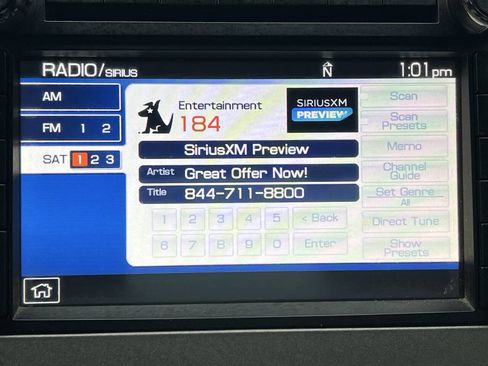 RADIO/SIRIUS N 1:01pm
AM
FM 1 2
SAT 1 2 3
Entertainment
184
SIRIUSXM
PREVIEW
SiriusXM Preview
Artist Great Offer Now!
Title 844-711-8800
1 2 3 4 5 < Back
6 7 8 9 0 Enter
Scan
Scan
Presets
Memo
Channel
Guide
Set Genre
All
Direct Tune
Show
Presets